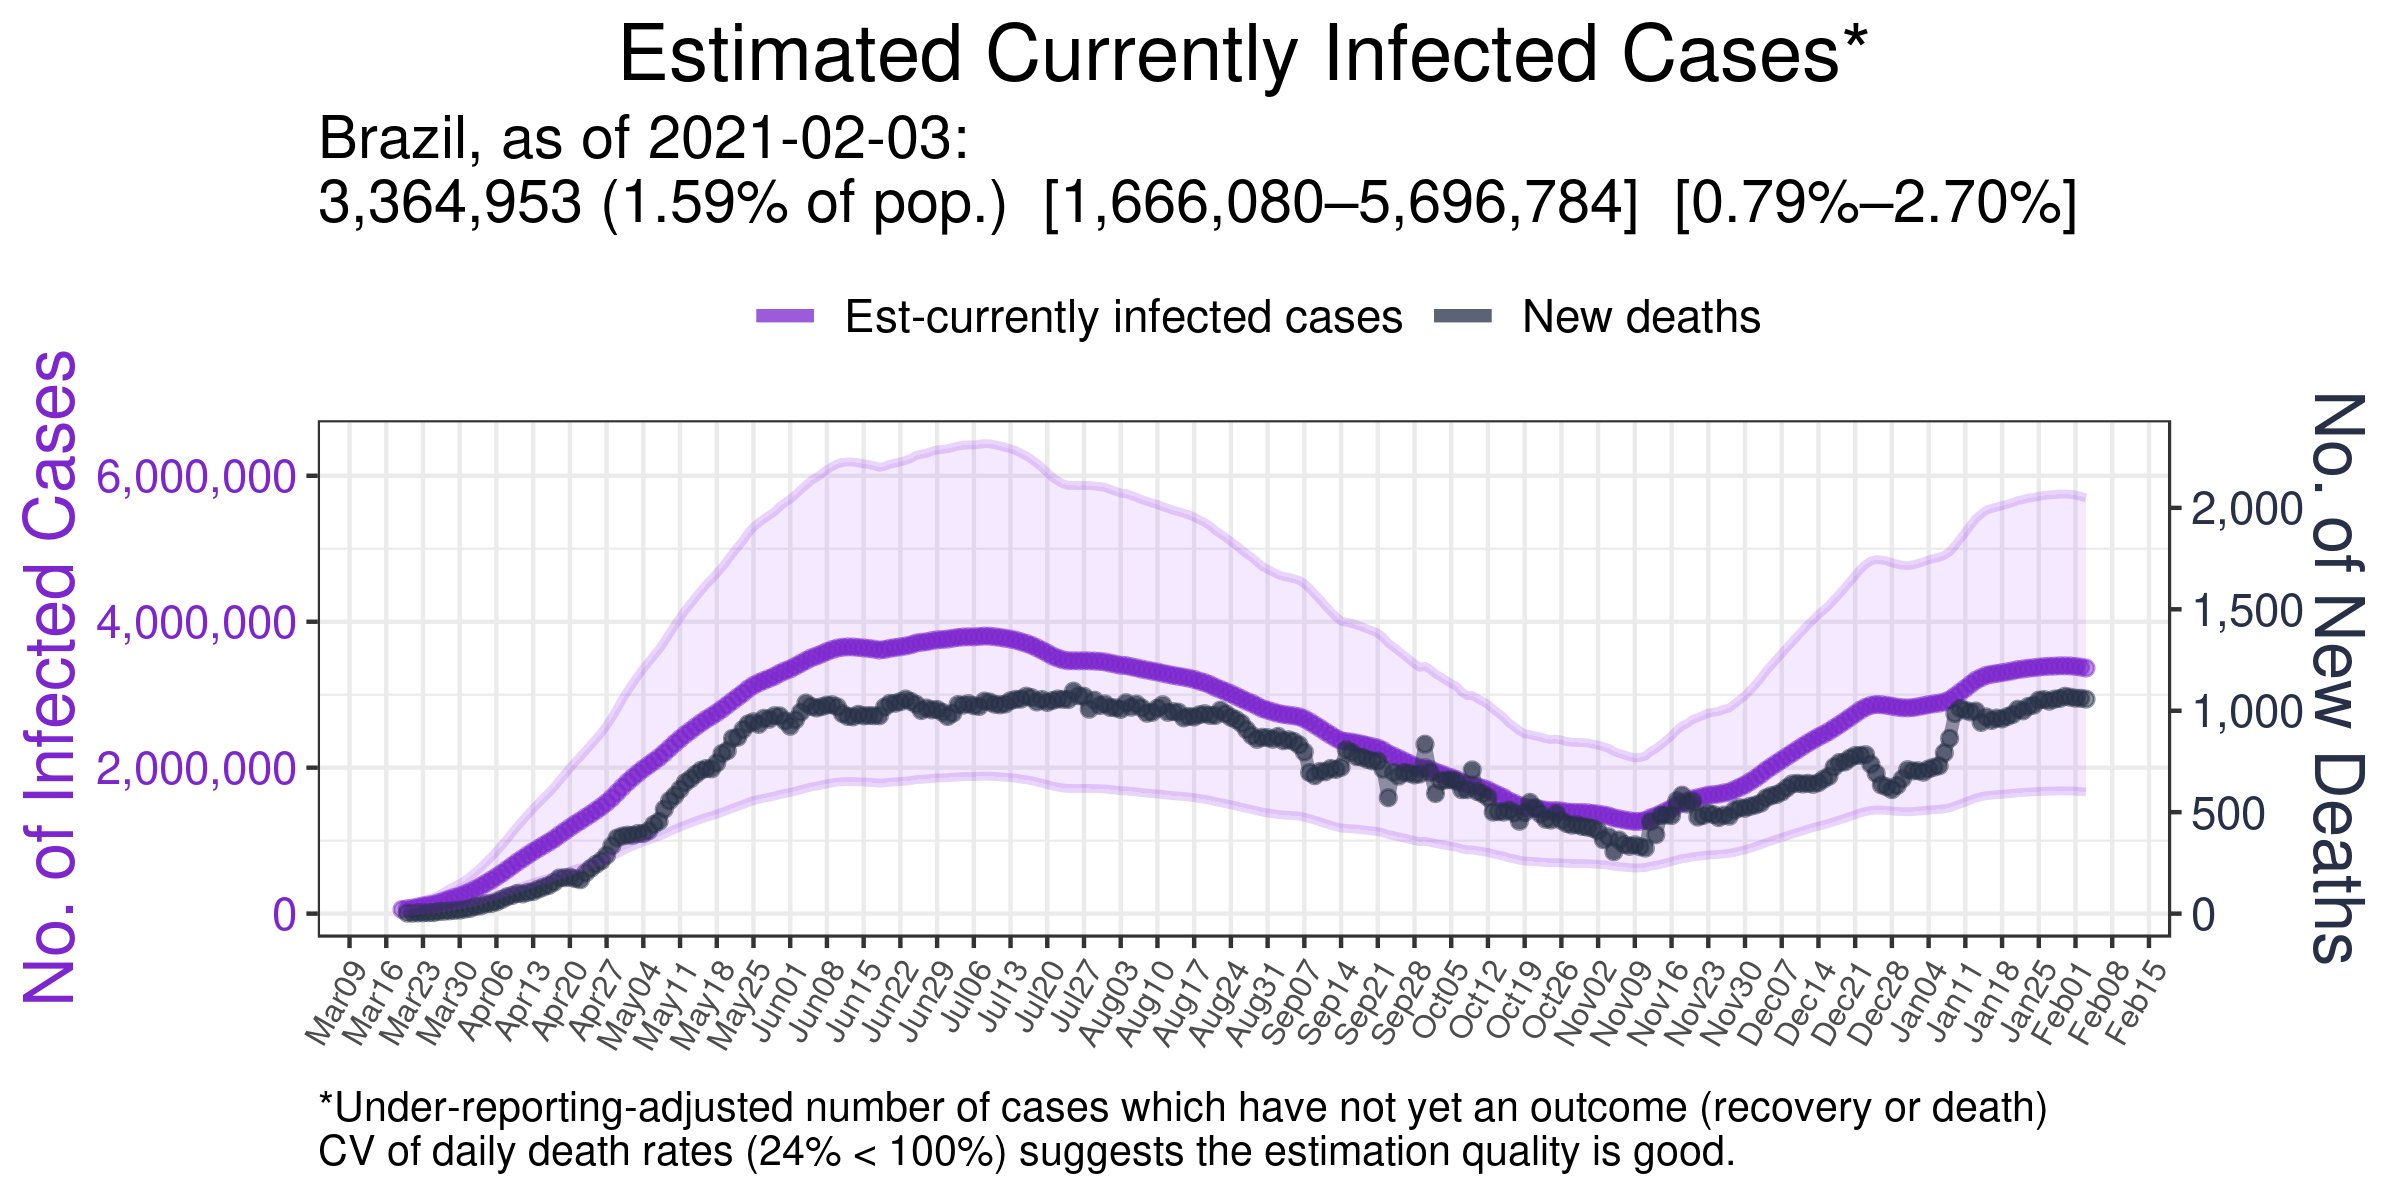 Estimated Currently Infected Cases*
Brazil, as of 2021-02-03:
3,364,953 (1.59% of pop.) [1,666,080–5,696,784] [0.79%–2.70%]
Est-currently infected cases
New deaths
No. of Infected Cases
6,000,000
4,000,000
2,000,000
0
2,000
1,500
1,000
500
0
No. of New Deaths
Mar09
Mar16
Mar23
Mar30
Apr06
Apr13
Apr20
Apr27
May04
May11
May18
May25
Jun01
Jun08
Jun15
Jun22
Jun29
Jul06
Jul13
Jul20
Jul27
Aug03
Aug10
Aug17
Aug24
Aug31
Sep07
Sep14
Sep21
Sep28
Oct05
Oct12
Oct19
Oct26
Nov02
Nov09
Nov16
Nov23
Nov30
Dec07
Dec14
Dec21
Dec28
Jan04
Jan11
Jan18
Jan25
Feb01
Feb08
Feb15
*Under-reporting-adjusted number of cases which have not yet an outcome (recovery or death)
CV of daily death rates (24% < 100%) suggests the estimation quality is good.